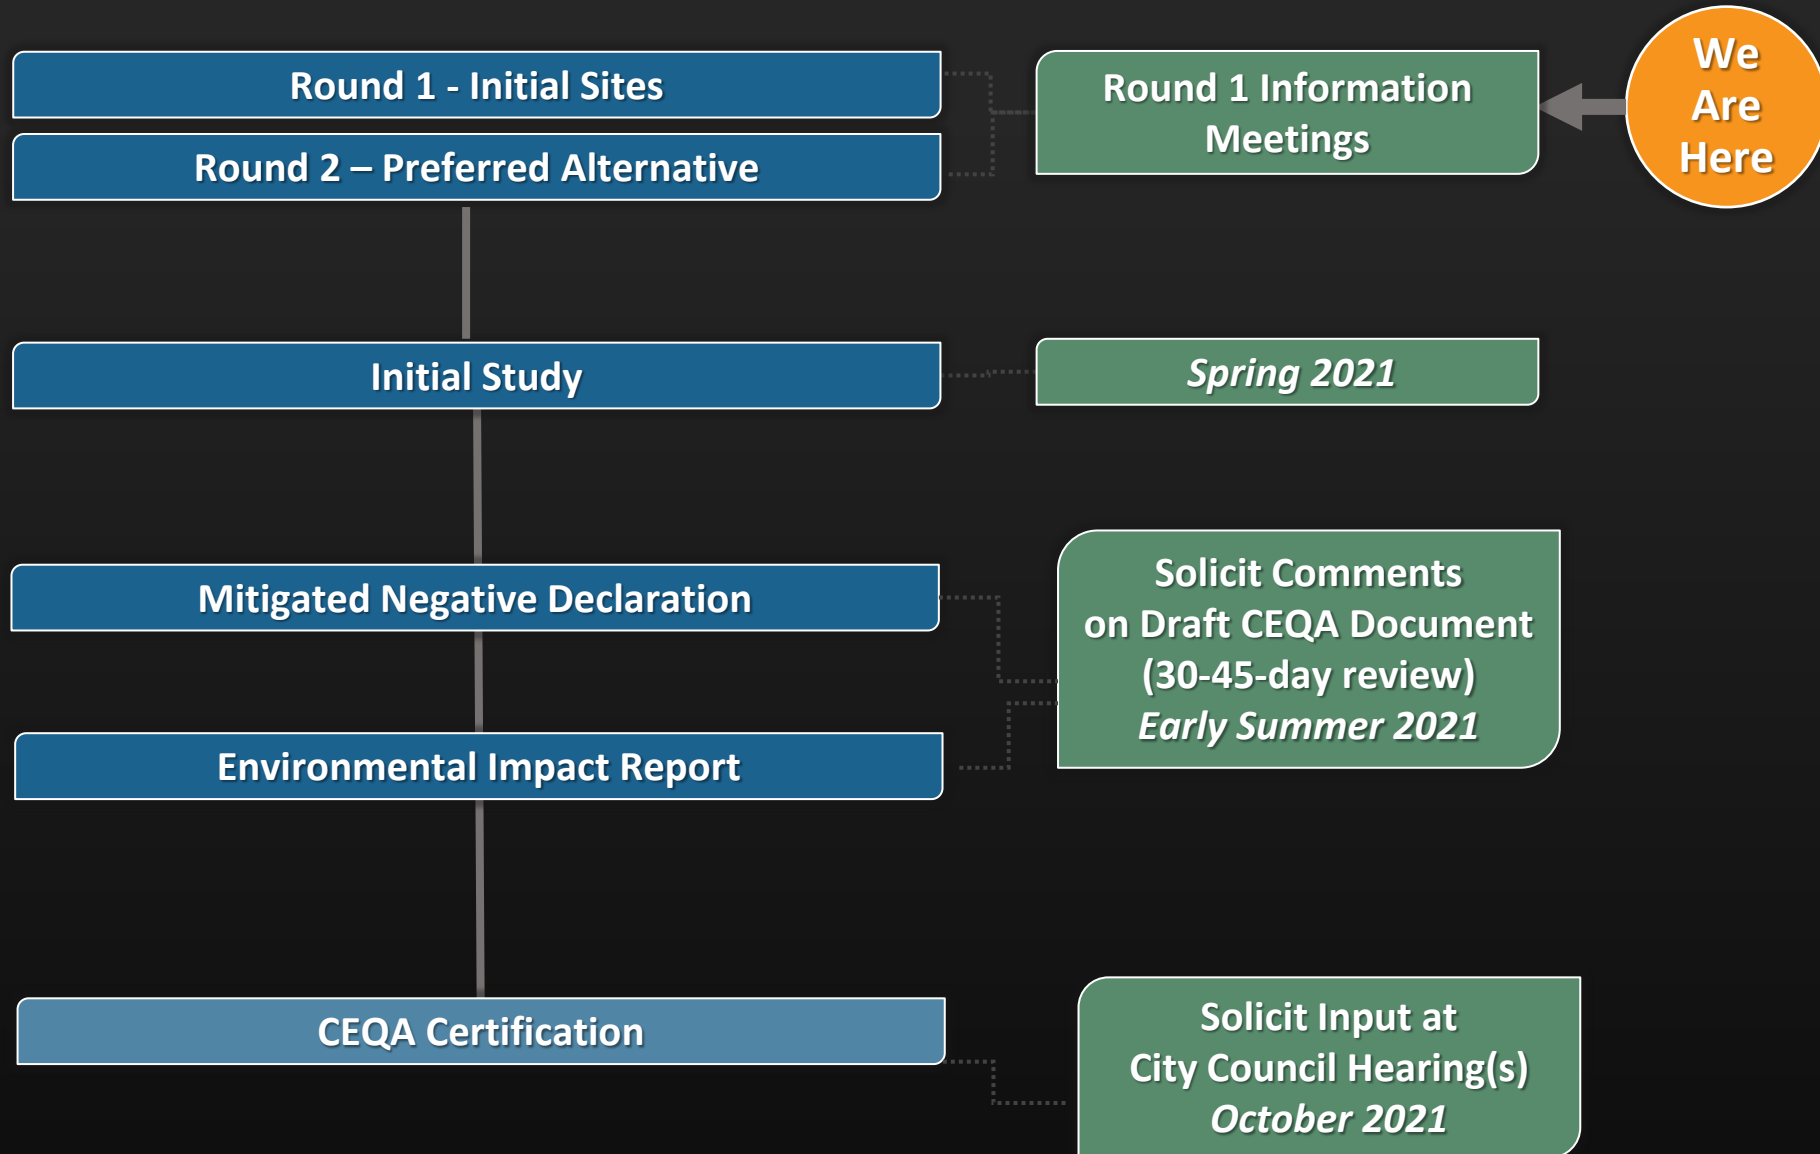 Round 1 - Initial Sites
Round 1 Information
Meetings
We
Are
Here
Round 2 – Preferred Alternative
Initial Study
Spring 2021
Mitigated Negative Declaration
Solicit Comments
on Draft CEQA Document
(30-45-day review)
Early Summer 2021
Environmental Impact Report
CEQA Certification
Solicit Input at
City Council Hearing(s)
October 2021